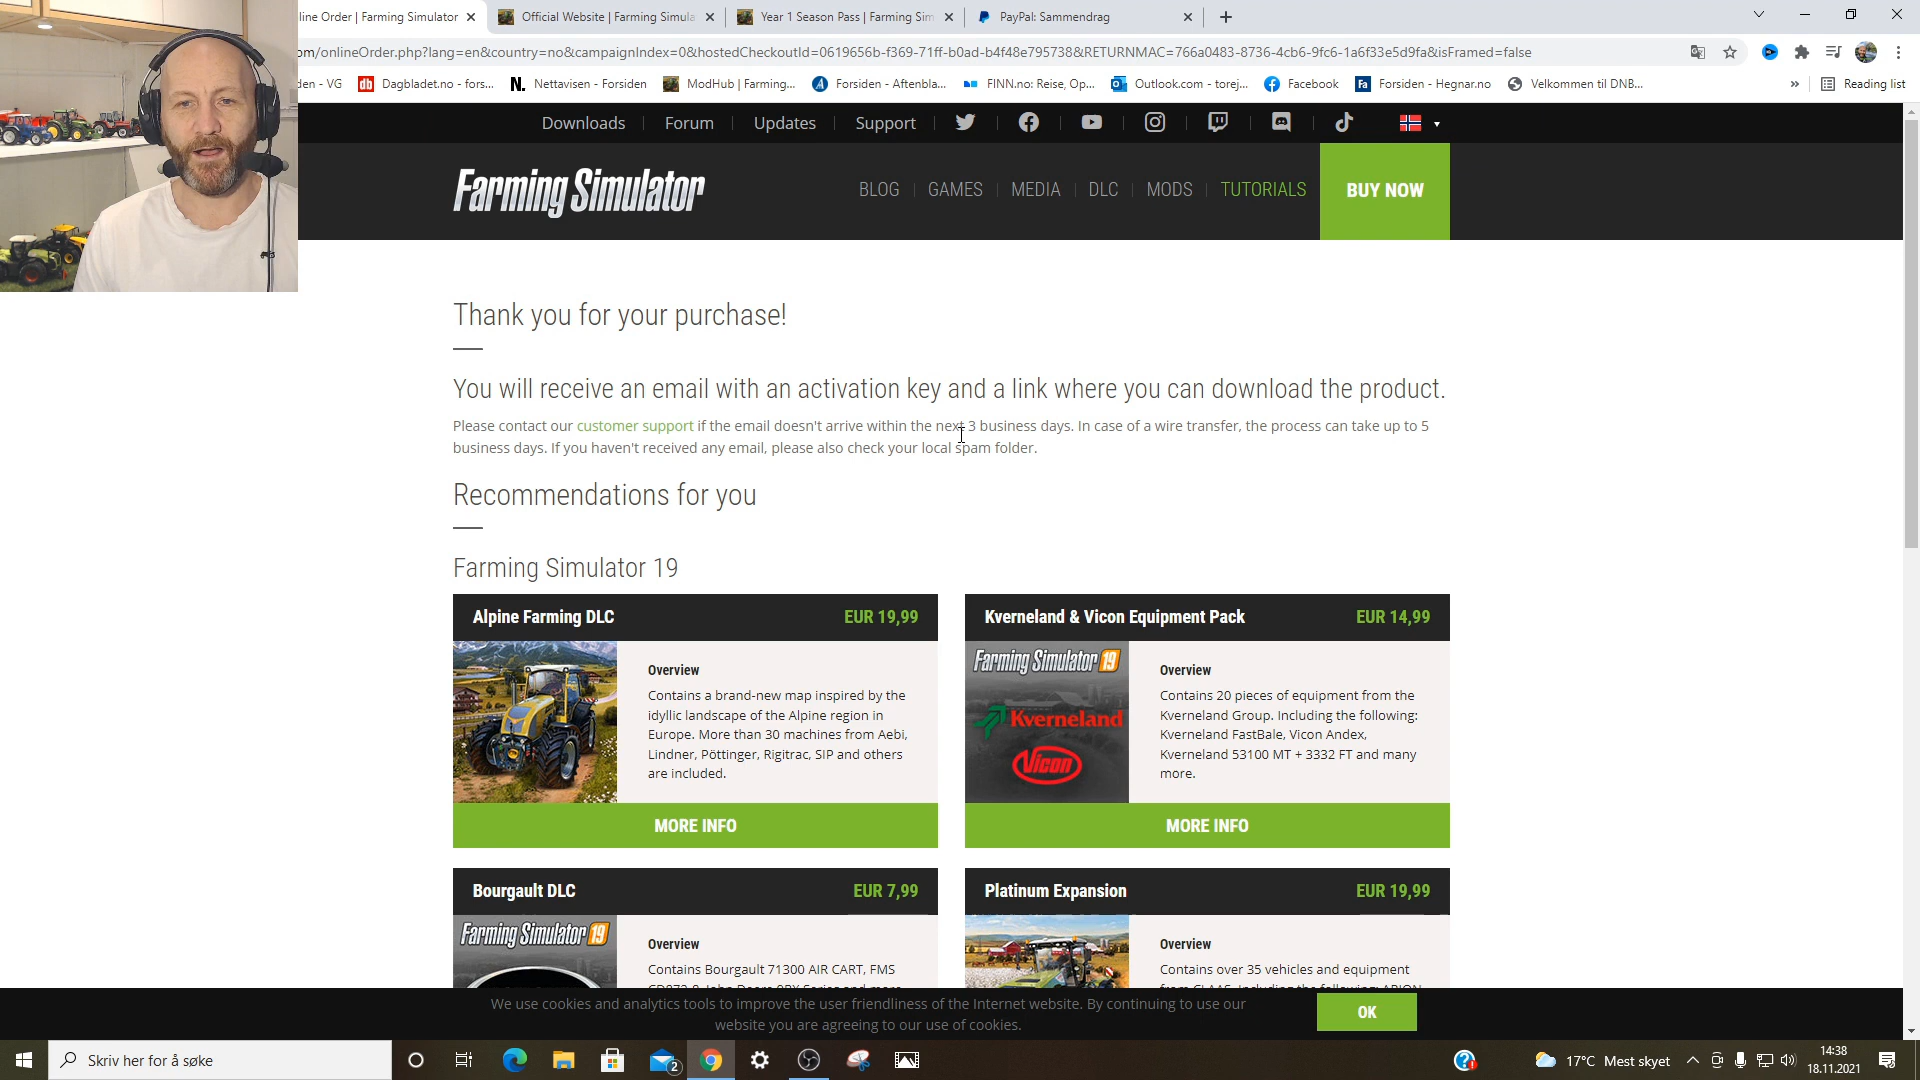 line Order | Farming Simulator
Official Website | Farming Simula
Year 1 Season Pass | Farming Sim
PayPal: Sammendrag
om/onlineOrder.php?lang=en&country=no&campaignIndex=0&hostedCheckoutId=0619656b-f369-71ff-b0ad-b4f48e795738&RETURNMAC=766a0483-8736-4cb6-9fc6-1a6f33e5d9fa&isFramed=false
den - VG
db Dagbladet.no - fors...
N. Nettavisen - Forsiden
ModHub | Farming...
A Forsiden - Aftenbla...
FINN.no: Reise, Op...
Outlook.com - torej...
Facebook
Fa Forsiden - Hegnar.no
Velkommen til DNB...
»
Reading list
Downloads
Forum
Updates
Support
Farming Simulator
BLOG
GAMES
MEDIA
DLC
MODS
TUTORIALS
BUY NOW
Thank you for your purchase!
You will receive an email with an activation key and a link where you can download the product.
Please contact our customer support if the email doesn't arrive within the next 3 business days. In case of a wire transfer, the process can take up to 5
business days. If you haven't received any email, please also check your local spam folder.
Recommendations for you
Farming Simulator 19
Alpine Farming DLC
EUR 19,99
Overview
Contains a brand-new map inspired by the
idyllic landscape of the Alpine region in
Europe. More than 30 machines from Aebi,
Lindner, Pöttinger, Rigitrac, SIP and others
are included.
MORE INFO
Kverneland & Vicon Equipment Pack
EUR 14,99
Farming Simulator 19
Kverneland
Vicon
Overview
Contains 20 pieces of equipment from the
Kverneland Group. Including the following:
Kverneland FastBale, Vicon Andex,
Kverneland 53100 MT + 3332 FT and many
more.
MORE INFO
Bourgault DLC
EUR 7,99
Farming Simulator 19
Overview
Contains Bourgault 71300 AIR CART, FMS
Platinum Expansion
EUR 19,99
Overview
Contains over 35 vehicles and equipment
We use cookies and analytics tools to improve the user friendliness of the Internet website. By continuing to use our
website you are agreeing to our use of cookies.
OK
Skriv her for å søke
2
17°C Mest skyet
14:38
18.11.2021